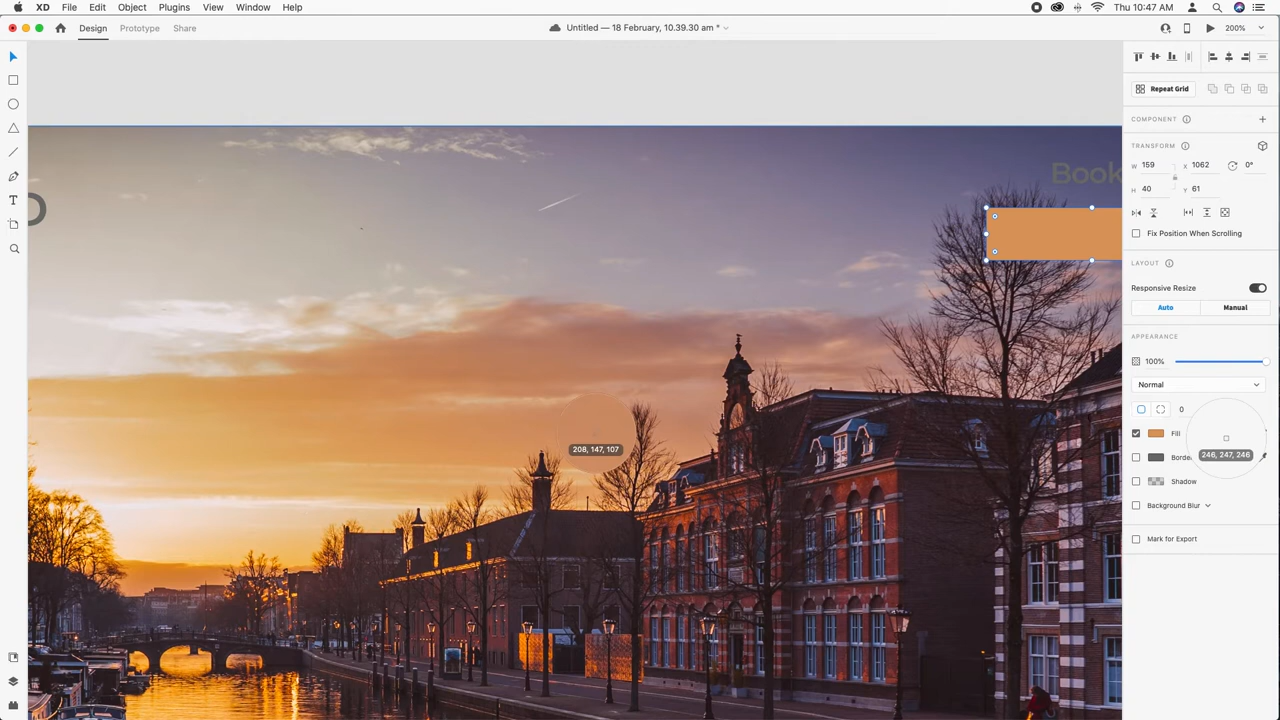 XD File Edit Object Plugins View Window Help Thu 10:47 AM
Design Prototype Share Untitled — 18 February, 10.39.30 am * 200%
Repeat Grid
COMPONENT
TRANSFORM
W 159 X 1062 0°
H 40 Y 61
Fix Position When Scrolling
LAYOUT
Responsive Resize
Auto Manual
APPEARANCE
100%
Normal
0
Fill
246, 247, 246
Shadow
Background Blur
Mark for Export
Book
208, 147, 107